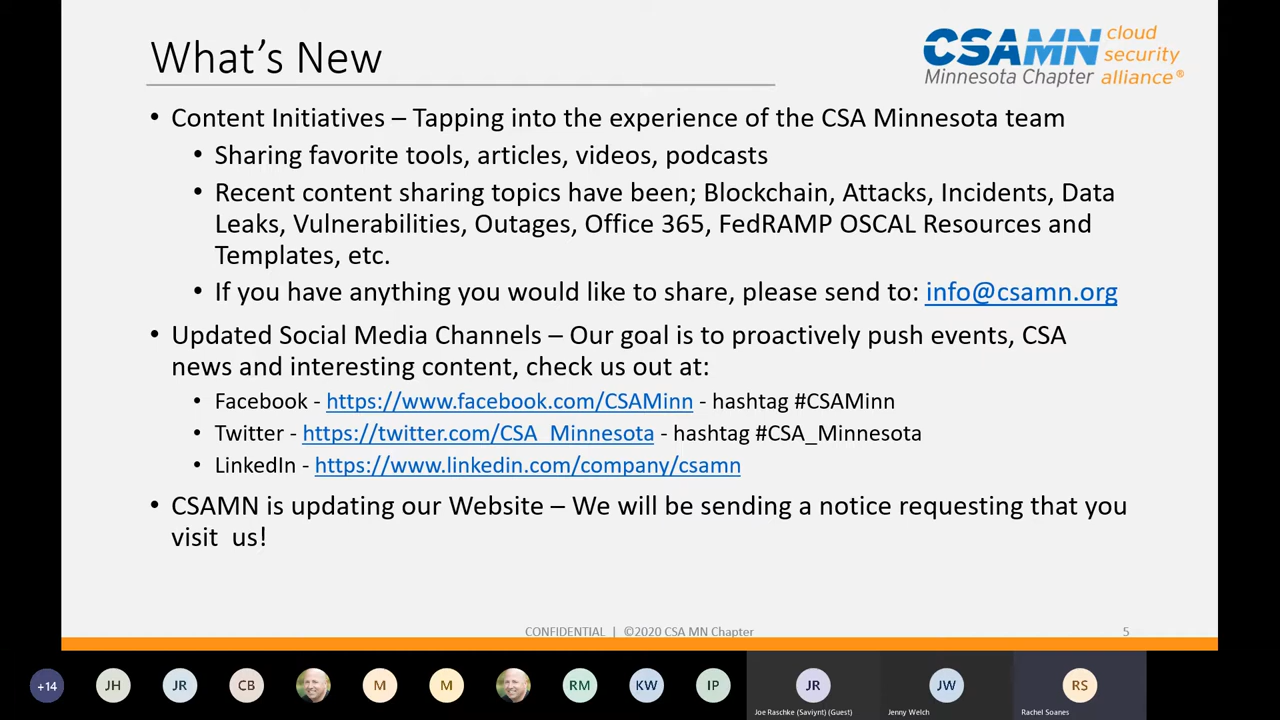 What's New
CSAMN cloud security alliance®
Minnesota Chapter
• Content Initiatives – Tapping into the experience of the CSA Minnesota team
• Sharing favorite tools, articles, videos, podcasts
• Recent content sharing topics have been; Blockchain, Attacks, Incidents, Data
Leaks, Vulnerabilities, Outages, Office 365, FedRAMP OSCAL Resources and
Templates, etc.
• If you have anything you would like to share, please send to: info@csamn.org
• Updated Social Media Channels – Our goal is to proactively push events, CSA
news and interesting content, check us out at:
• Facebook - https://www.facebook.com/CSAMinn - hashtag #CSAMinn
• Twitter - https://twitter.com/CSA_Minnesota - hashtag #CSA_Minnesota
• LinkedIn - https://www.linkedin.com/company/csamn
• CSAMN is updating our Website – We will be sending a notice requesting that you
visit us!
CONFIDENTIAL | ©2020 CSA MN Chapter
5
+14 JH JR CB M M RM KW IP JR JW RS
Joe Raschke (Saviynt) (Guest) Jenny Welch Rachel Soanes